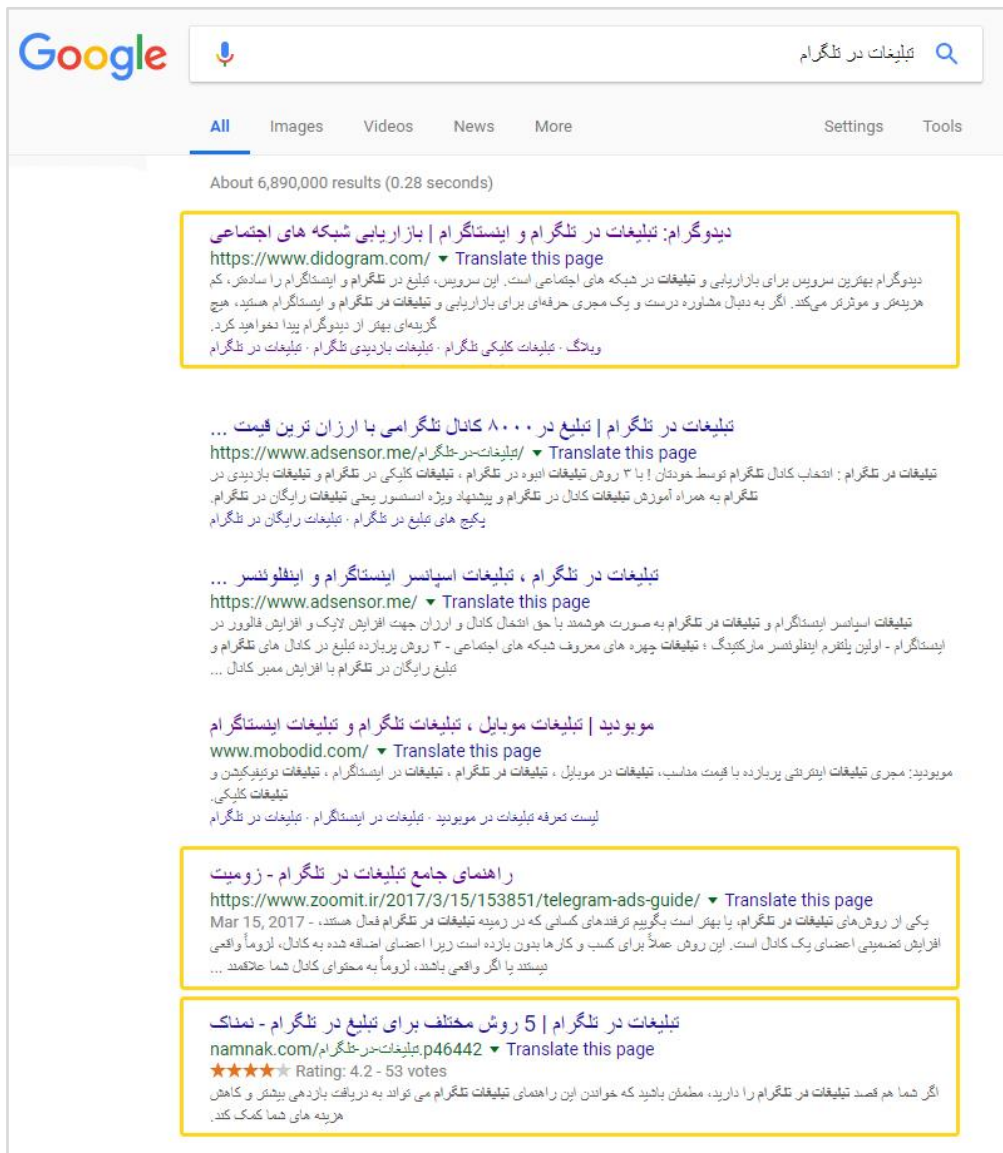 Google
تبلیغات در تلگرام
All Images Videos News More Settings Tools
About 6,890,000 results (0.28 seconds)
دیدوگرام: تبلیغات در تلگرام و اینستاگرام | بازاریابی شبکه های اجتماعی
https://www.didogram.com/ ▼ Translate this page
دیدوگرام بهترین سرویس برای بازاریابی و تبلیغات در شبکه های اجتماعی است. این سرویس، تبلیغ در تلگرام و اینستاگرام را ساده‌تر، کم
هزینه‌تر و موثرتر می‌کند. اگر به دنبال مشاوره درست و یک مجری حرفه‌ای برای بازاریابی و تبلیغات در تلگرام و اینستاگرام هستید، هیچ
گزینه‌ای بهتر از دیدوگرام پیدا نخواهید کرد.
وبلاگ · تبلیغات کلیکی تلگرام · تبلیغات بازدیدی تلگرام · تبلیغات در تلگرام
تبلیغات در تلگرام | تبلیغ در ۸۰۰۰ کانال تلگرامی با ارزان ترین قیمت ...
https://www.adsensor.me/تبلیغات-در-تلگرام/ ▼ Translate this page
تبلیغات در تلگرام : انتخاب کانال تلگرام توسط خودتان ! با ۳ روش تبلیغات انبوه در تلگرام ، تبلیغات کلیکی در تلگرام و تبلیغات بازدیدی در
تلگرام به همراه آموزش تبلیغات کانال در تلگرام و پیشنهاد ویژه ادسنسور یعنی تبلیغات رایگان در تلگرام.
پکیج های تبلیغ در تلگرام · تبلیغات رایگان در تلگرام
تبلیغات در تلگرام ، تبلیغات اسپانسر اینستاگرام و اینفلوئنسر ...
https://www.adsensor.me/ ▼ Translate this page
تبلیغات اسپانسر اینستاگرام و تبلیغات در تلگرام به صورت هوشمند با حق انتخال کانال و ارزان جهت افزایش لایک و افزایش فالوور در
اینستاگرام - اولین پلتفرم اینفلوئنسر مارکتینگ ؛ تبلیغات چهره های معروف شبکه های اجتماعی - ۳ روش پربازده تبلیغ در کانال های تلگرام و
تبلیغ رایگان در تلگرام با افزایش ممبر کانال ...
موبودید | تبلیغات موبایل ، تبلیغات تلگرام و تبلیغات اینستاگرام
www.mobodid.com/ ▼ Translate this page
موبودید: مجری تبلیغات اینترنتی پربازده با قیمت مناسب، تبلیغات در موبایل ، تبلیغات در تلگرام ، تبلیغات در اینستاگرام ، تبلیغات نوتیفیکیشن و
تبلیغات کلیکی.
لیست تعرفه تبلیغات در موبودید · تبلیغات در اینستاگرام · تبلیغات در تلگرام
راهنمای جامع تبلیغات در تلگرام - زومیت
https://www.zoomit.ir/2017/3/15/153851/telegram-ads-guide/ ▼ Translate this page
Mar 15, 2017 - یکی از روش‌های تبلیغات در تلگرام، یا بهتر است بگوییم ترفندهای کسانی که در زمینه تبلیغات در تلگرام فعال هستند،
افزایش تضمینی اعضای یک کانال است. این روش عملاً برای کسب و کار ها بدون بازده است زیرا اعضای اضافه شده به کانال، لزوماً واقعی
نیستند یا اگر واقعی باشند، لزوماً به محتوای کانال شما علاقمند ...
تبلیغات در تلگرام | 5 روش مختلف برای تبلیغ در تلگرام - نمناک
namnak.com/تبلیغات-در-تلگرام.p46442 ▼ Translate this page
★★★★★ Rating: 4.2 - 53 votes
اگر شما هم قصد تبلیغات در تلگرام را دارید، مطمئن باشید که خواندن این راهنمای تبلیغات تلگرام می تواند به دریافت بازدهی بیشتر و کاهش
هزینه های شما کمک کند.